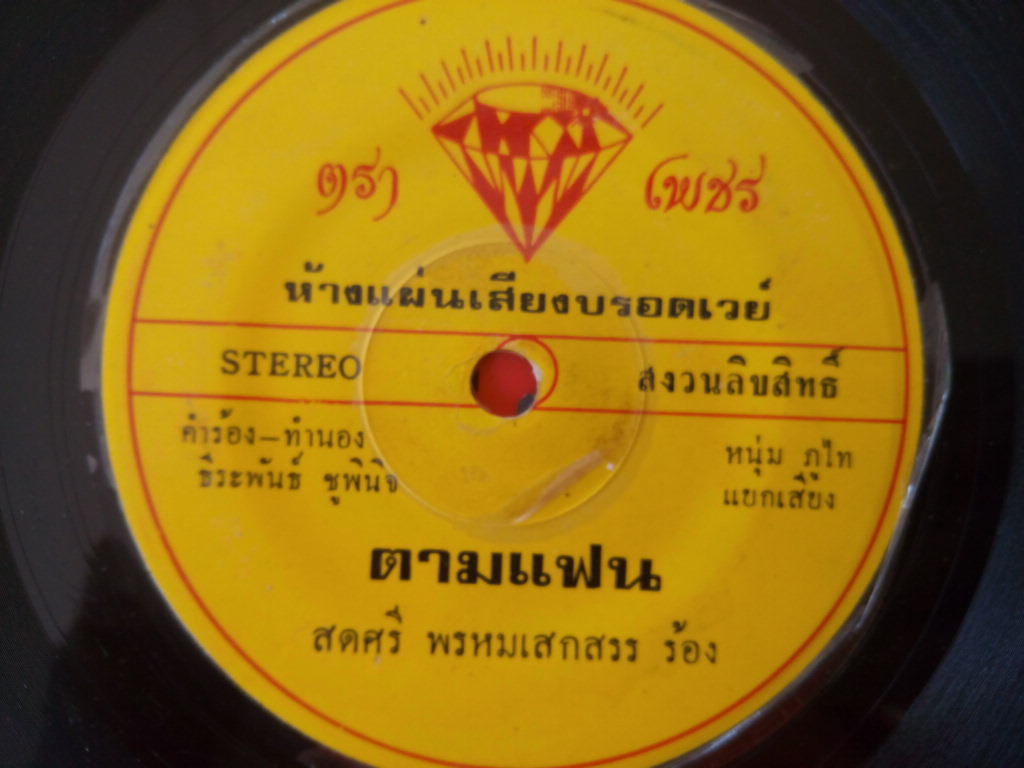 ตรา เพชร
ห้างแผ่นเสียงบรอดเวย์
STEREO สงวนลิขสิทธิ์
คำร้อง-ทำนอง
ธิระพันธ์ ชูพินิจ
หนุ่ม ภูไท
แยกเสียง
ตามแฟน
สดศรี พรหมเสกสรร ร้อง